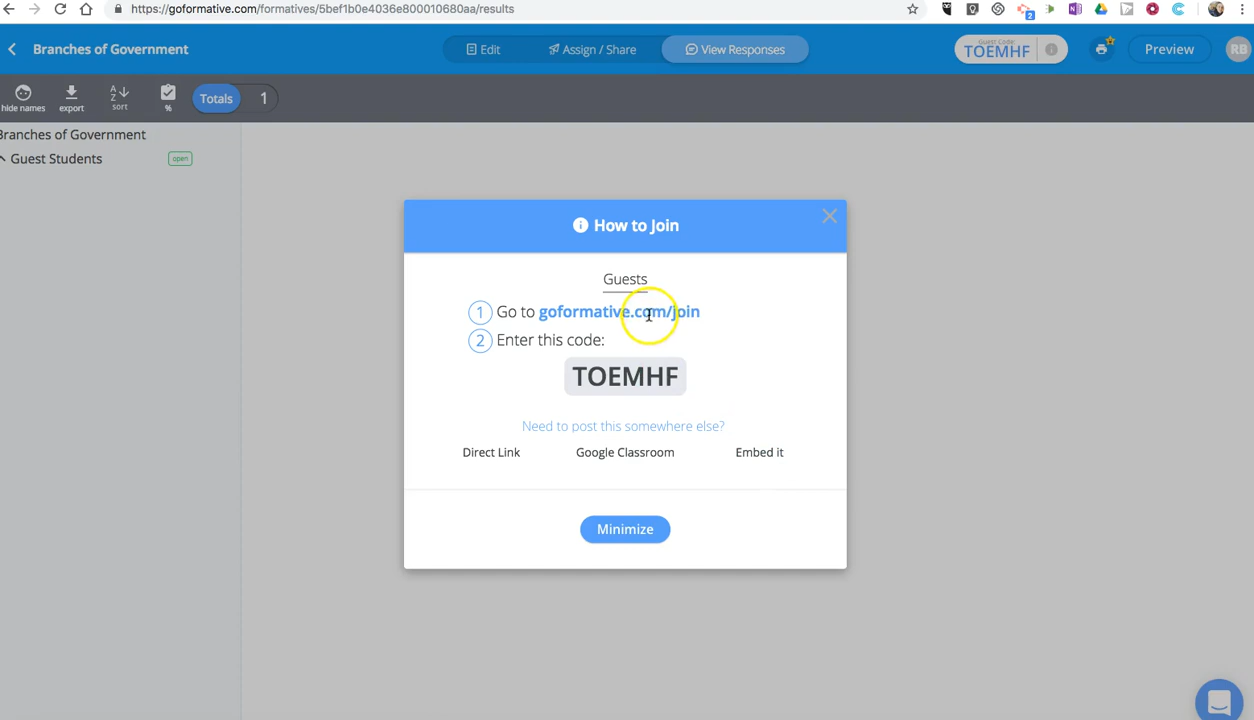 https://goformative.com/formatives/5bef1b0e4036e800010680aa/results
2
Branches of Government
Edit
Assign / Share
View Responses
Guest Code:
TOEMHF
Preview
RB
hide names
export
A
Z
sort
%
Totals
1
Branches of Government
Guest Students
open
How to Join
Guests
1 Go to goformative.com/join
2 Enter this code:
TOEMHF
Need to post this somewhere else?
Direct Link
Google Classroom
Embed it
Minimize